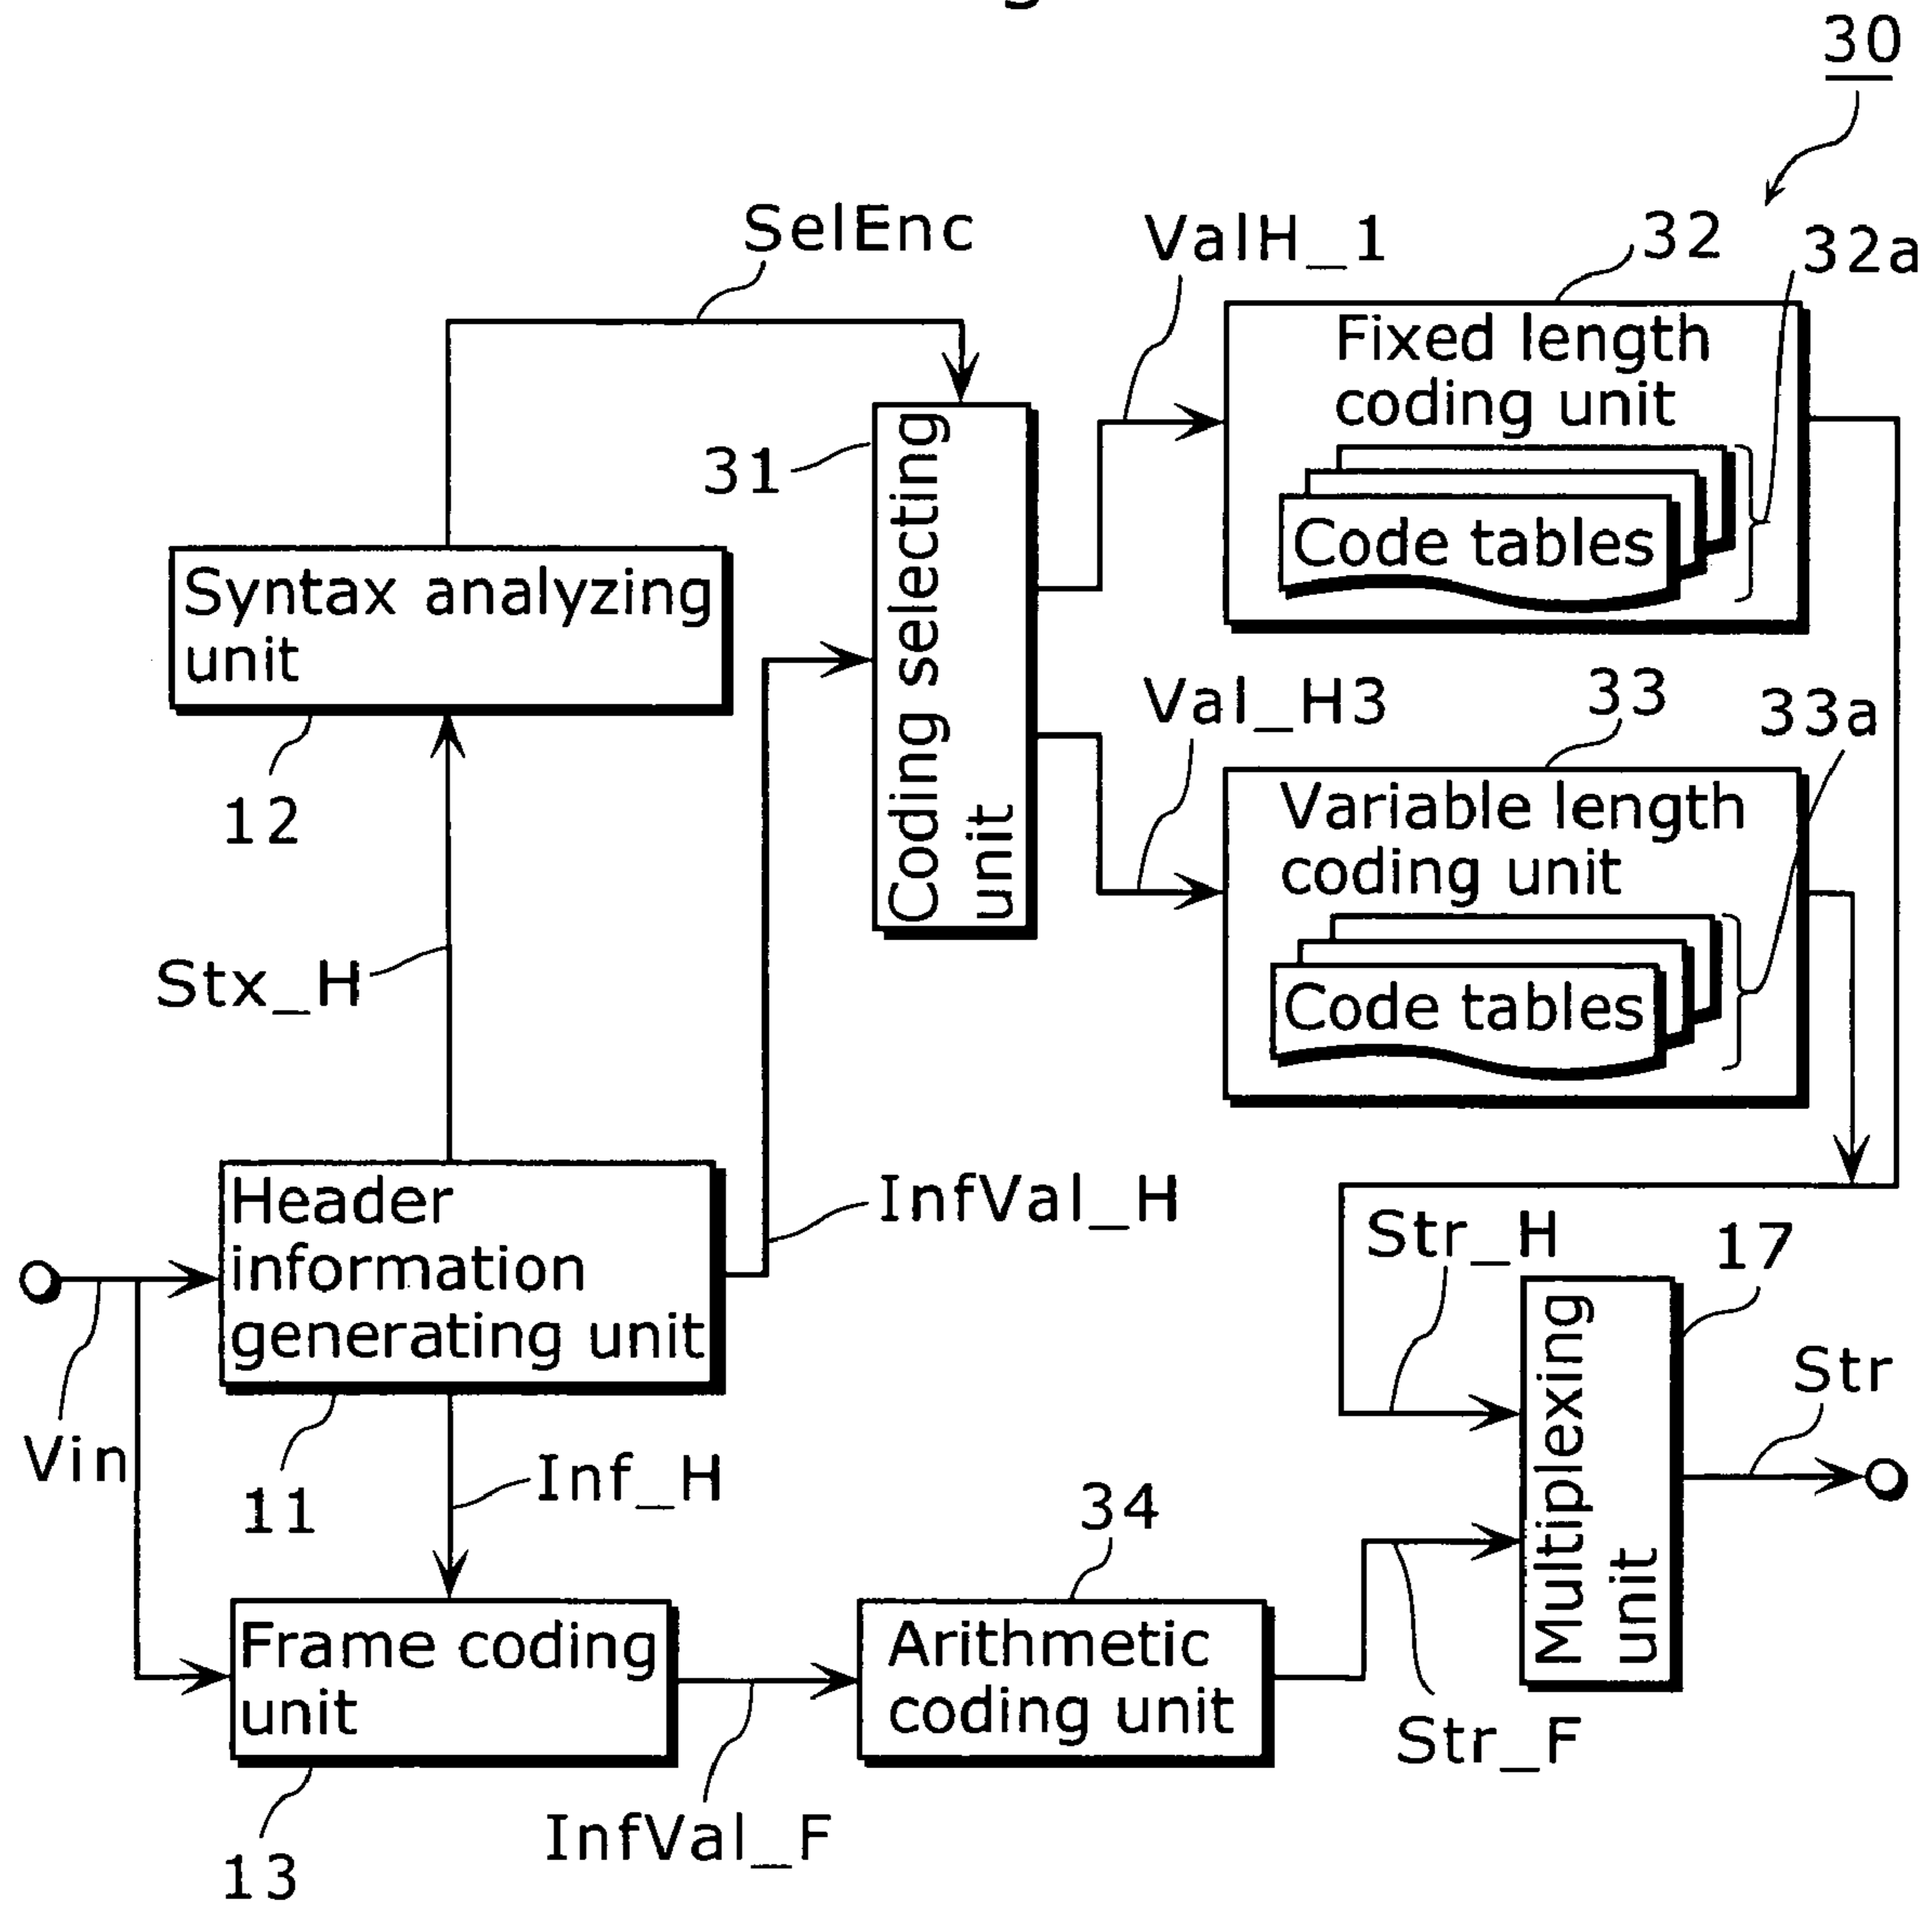 30
SelEnc
ValH_1
32
32a
Fixed length
coding unit
Code tables
31
Coding selecting
unit
Syntax analyzing
unit
12
Val_H3
33
33a
Variable length
coding unit
Code tables
Stx_H
Header
information
generating unit
InfVal_H
Str_H
17
Multiplexing
unit
Str
Vin
11
Inf_H
34
Frame coding
unit
Arithmetic
coding unit
Str_F
InfVal_F
13